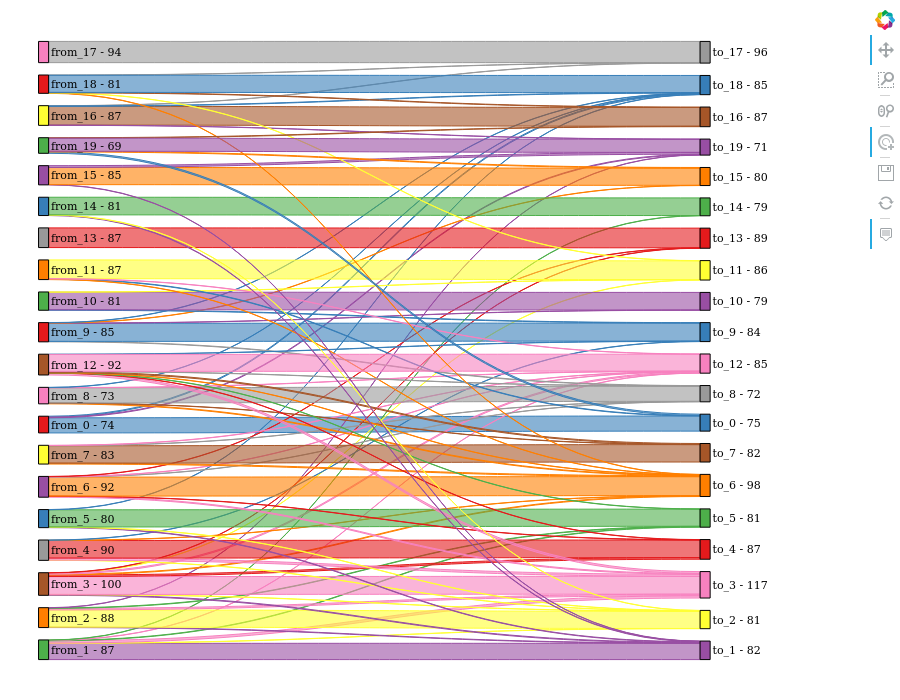 from_17 - 94 to_17 - 96
from_18 - 81 to_18 - 85
from_16 - 87 to_16 - 87
from_19 - 69 to_19 - 71
from_15 - 85 to_15 - 80
from_14 - 81 to_14 - 79
from_13 - 87 to_13 - 89
from_11 - 87 to_11 - 86
from_10 - 81 to_10 - 79
from_9 - 85 to_9 - 84
from_12 - 92 to_12 - 85
from_8 - 73 to_8 - 72
from_0 - 74 to_0 - 75
from_7 - 83 to_7 - 82
from_6 - 92 to_6 - 98
from_5 - 80 to_5 - 81
from_4 - 90 to_4 - 87
from_3 - 100 to_3 - 117
from_2 - 88 to_2 - 81
from_1 - 87 to_1 - 82